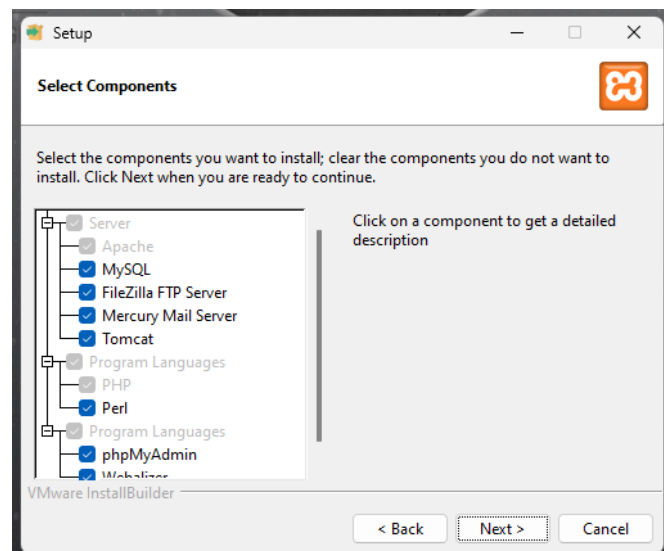 Setup
Select Components
Select the components you want to install; clear the components you do not want to
install. Click Next when you are ready to continue.
Server
Apache
MySQL
FileZilla FTP Server
Mercury Mail Server
Tomcat
Program Languages
PHP
Perl
Program Languages
phpMyAdmin
Webalizer
Click on a component to get a detailed
description
VMware InstallBuilder
< Back
Next >
Cancel